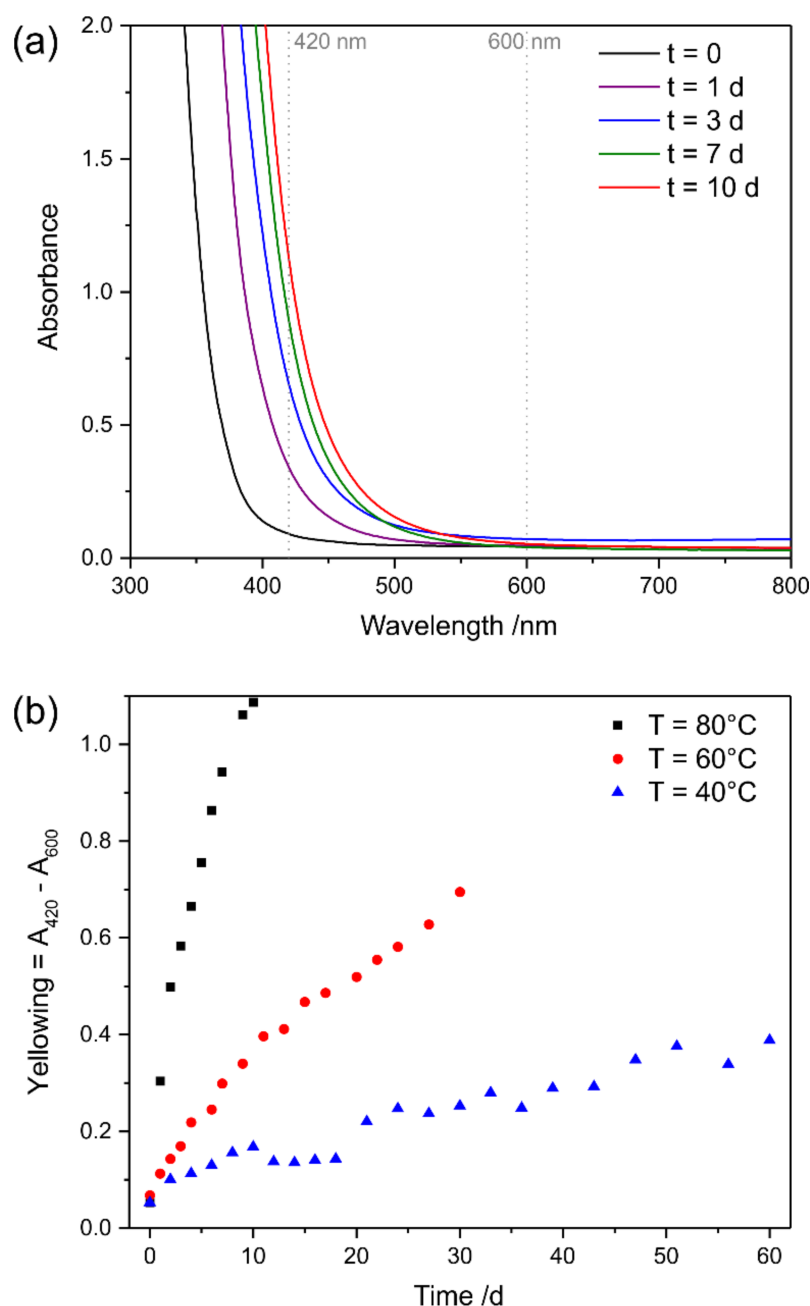 (a)
2.0
1.5
1.0
0.5
0.0
Absorbance
420 nm
600 nm
t = 0
t = 1 d
t = 3 d
t = 7 d
t = 10 d
300 400 500 600 700 800
Wavelength /nm
(b)
1.0
0.8
0.6
0.4
0.2
0.0
Yellowing = A420 - A600
T = 80°C
T = 60°C
T = 40°C
0 10 20 30 40 50 60
Time /d